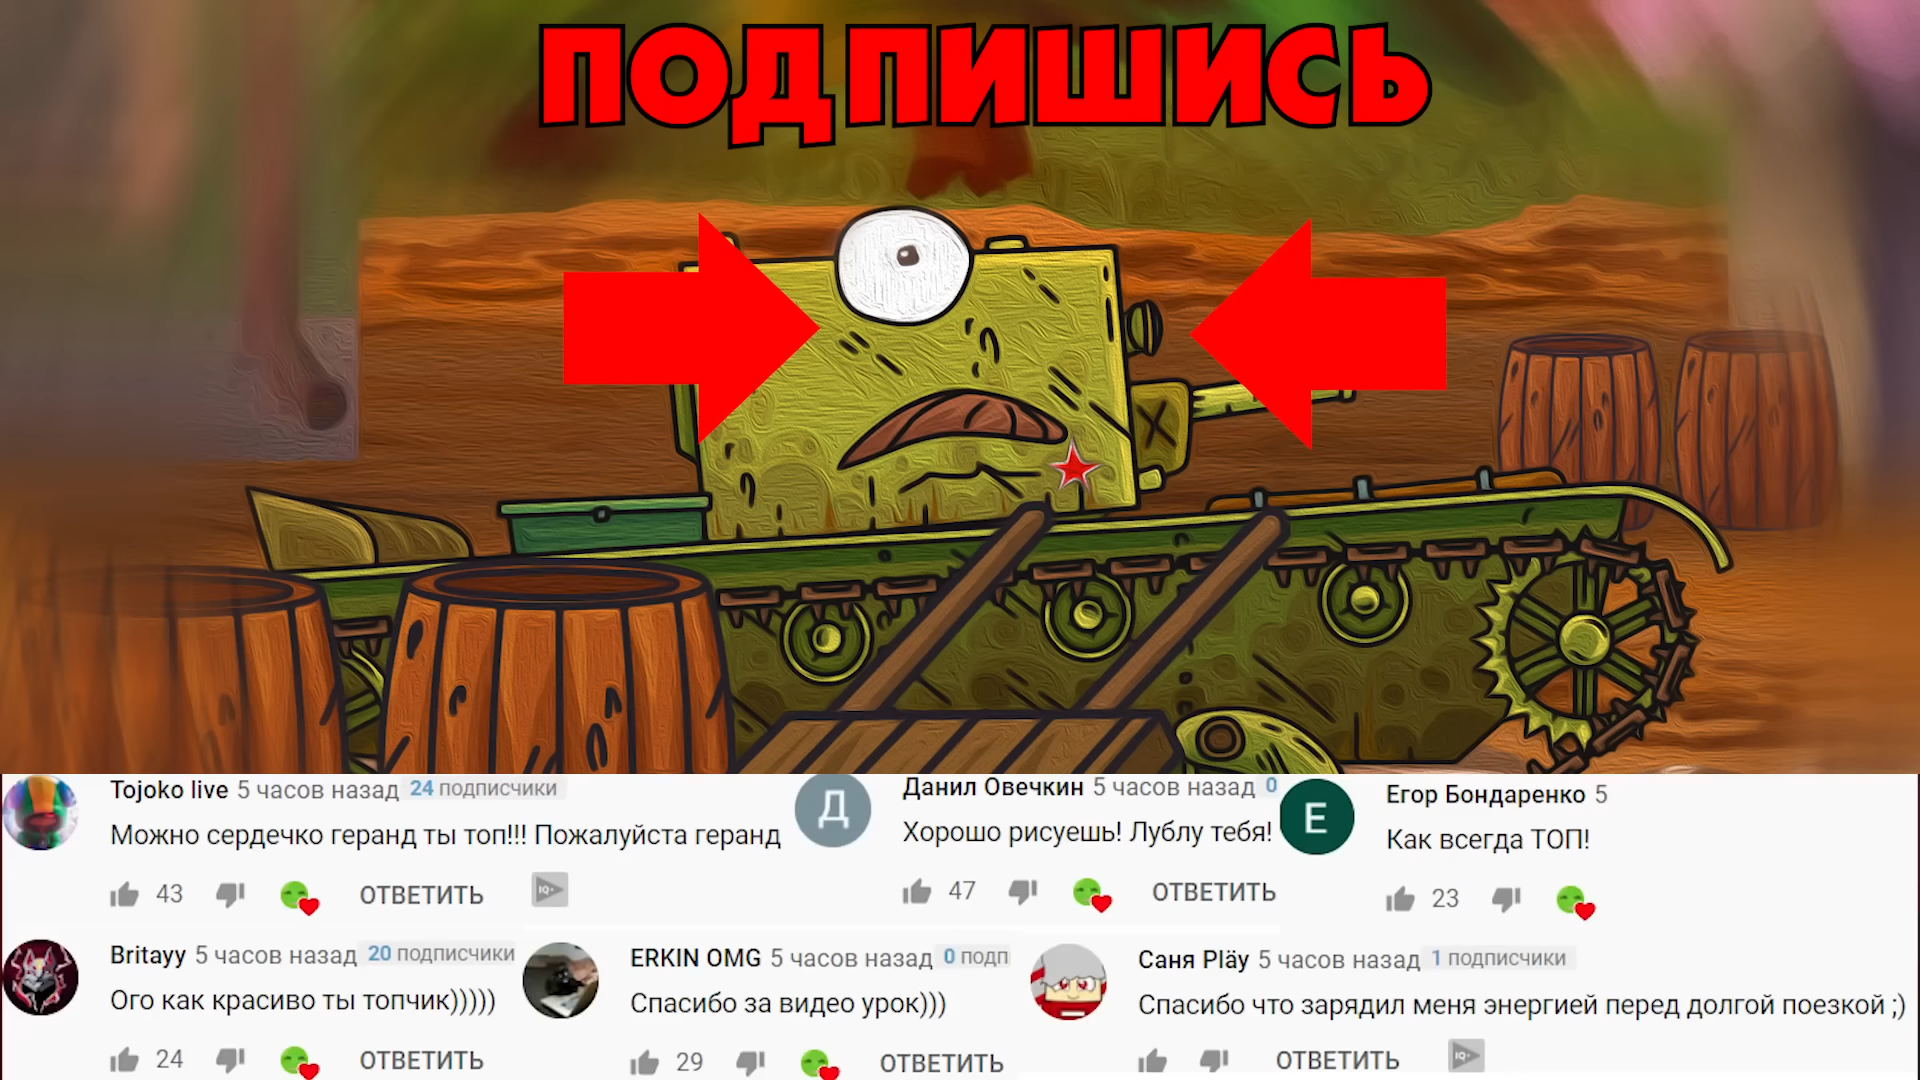 ПОДПИШИСЬ
Tojoko live 5 часов назад 24 подписчики
Можно сердечко геранд ты топ!!! Пожалуйста геранд
43 ОТВЕТИТЬ IQ+
Данил Овечкин 5 часов назад 0
Д
Хорошо рисуешь! Лублу тебя!
47 ОТВЕТИТЬ
Егор Бондаренко 5
E
Как всегда ТОП!
23
Britayy 5 часов назад 20 подписчики
Ого как красиво ты топчик)))))
24 ОТВЕТИТЬ
ERKIN OMG 5 часов назад 0 подп
Спасибо за видео урок)))
29 ОТВЕТИТЬ
Саня Pläy 5 часов назад 1 подписчики
Спасибо что зарядил меня энергией перед долгой поездкой ;)
ОТВЕТИТЬ IQ+